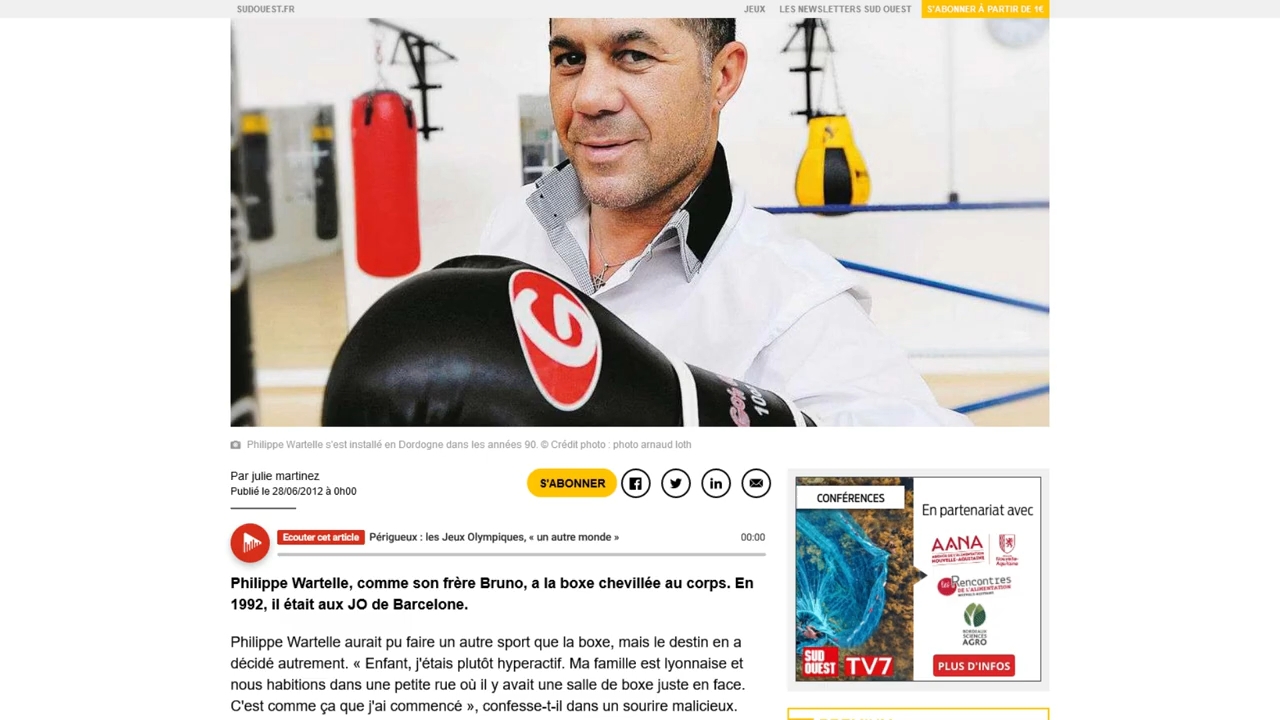 SUDOUEST.FR
JEUX
LES NEWSLETTERS SUD OUEST
S'ABONNER À PARTIR DE 1€
G
Philippe Wartelle s'est installé en Dordogne dans les années 90. © Crédit photo : photo arnaud loth
Par julie martinez
Publié le 28/06/2012 à 0h00
S'ABONNER
Ecouter cet article
Périgueux : les Jeux Olympiques, « un autre monde »
00:00
Philippe Wartelle, comme son frère Bruno, a la boxe chevillée au corps. En
1992, il était aux JO de Barcelone.
Philippe Wartelle aurait pu faire un autre sport que la boxe, mais le destin en a
décidé autrement. « Enfant, j'étais plutôt hyperactif. Ma famille est lyonnaise et
nous habitions dans une petite rue où il y avait une salle de boxe juste en face.
C'est comme ça que j'ai commencé », confesse-t-il dans un sourire malicieux.
CONFÉRENCES
En partenariat avec
AANA
NOUVELLE-AQUITAINE
les Rencontres
DE L'ALIMENTATION
BORDEAUX
SCIENCES
AGRO
SUD
OUEST
TV7
PLUS D'INFOS